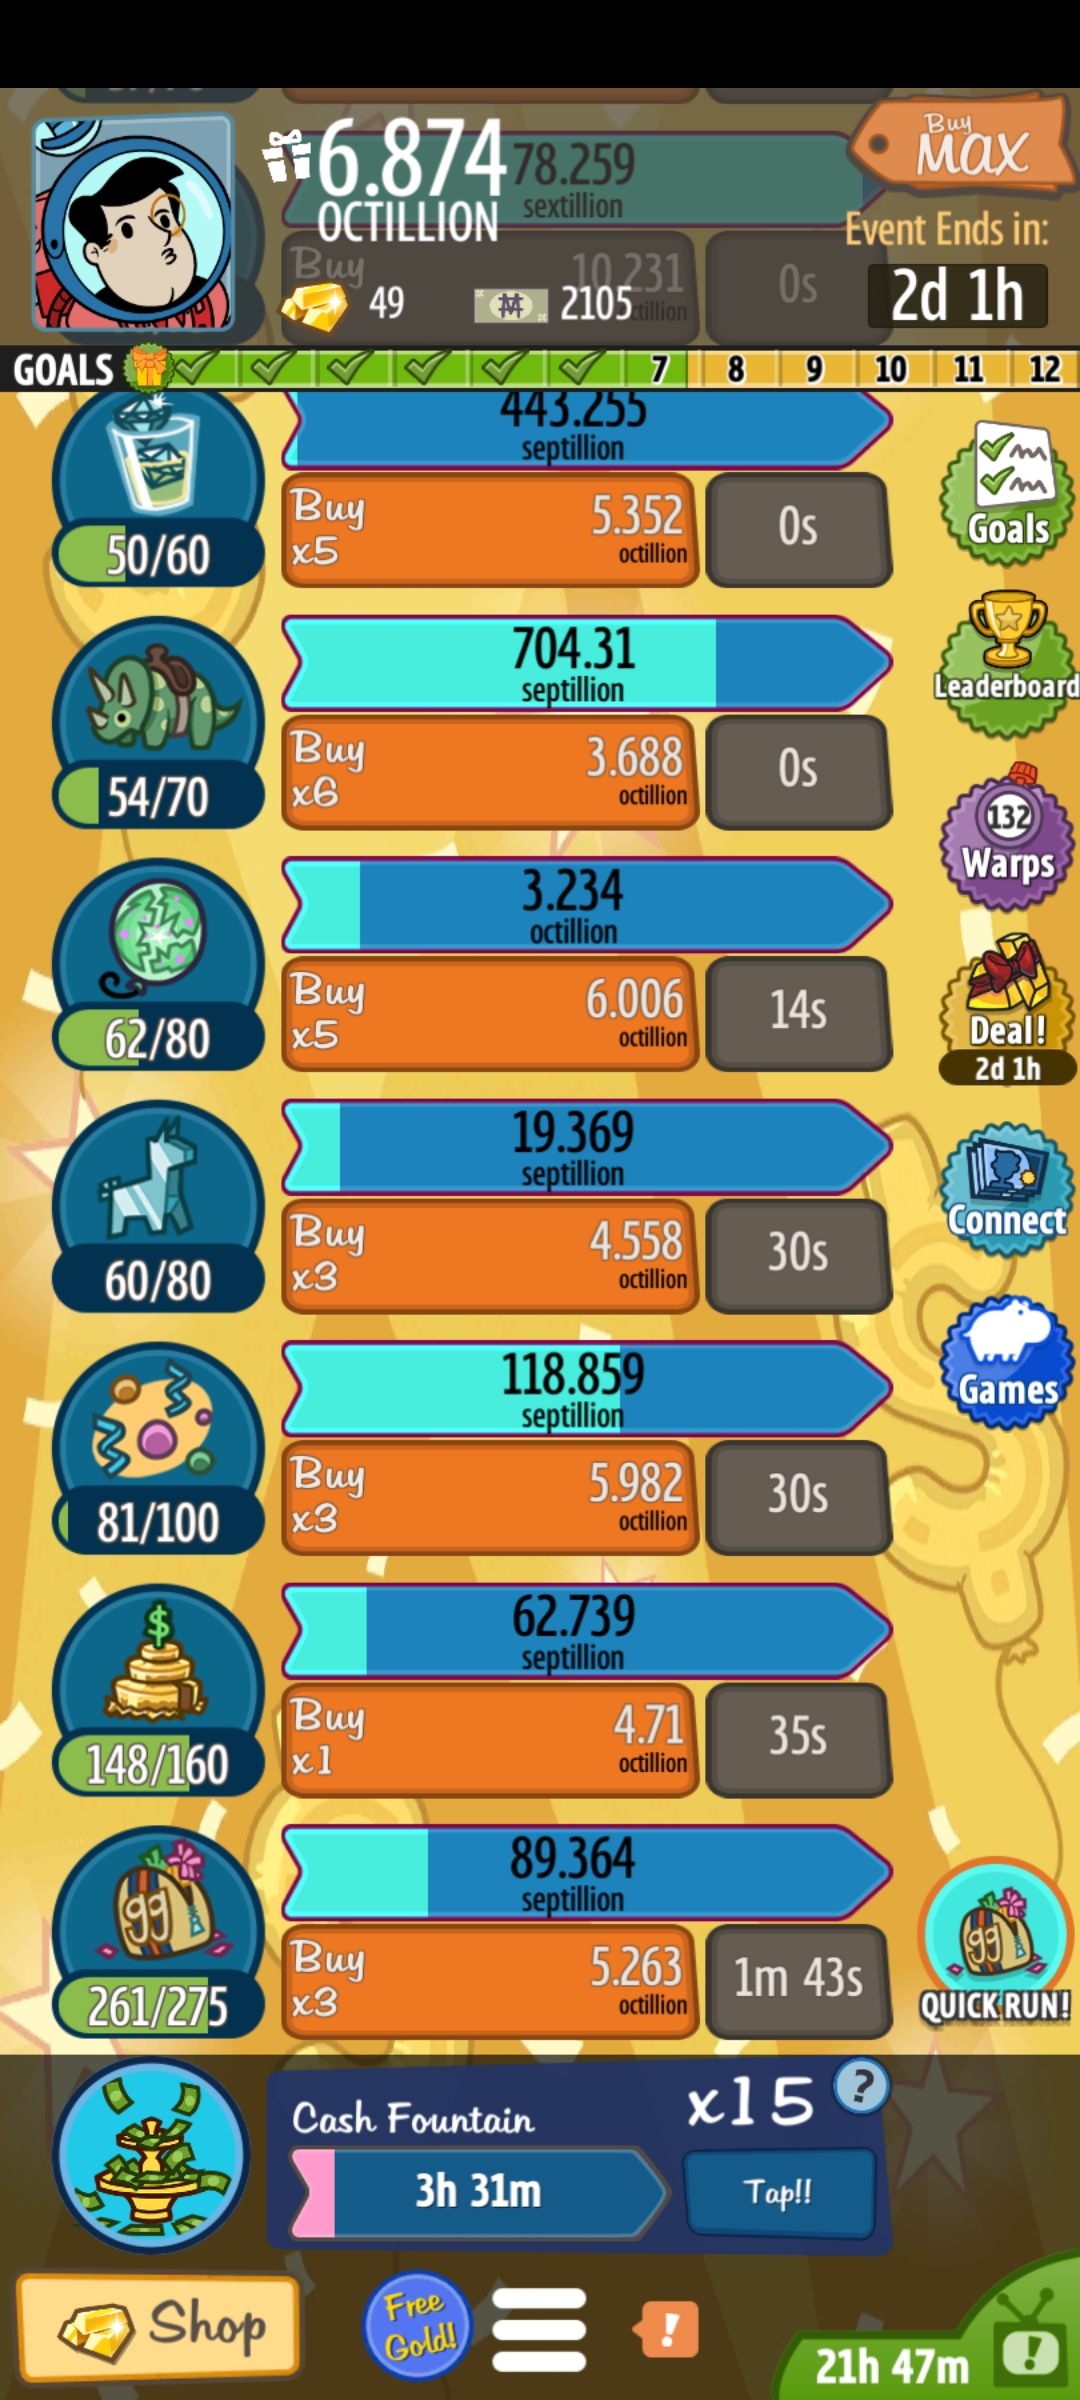 6.874
OCTILLION
78.259
sextillion
Buy
MAX
Event Ends in:
Buy
10.231
0s
49
2105
2d 1h
GOALS 7 8 9 10 11 12
443.255
septillion
50/60
Buy
x5
5.352
octillion
0s
Goals
704.31
septillion
54/70
Buy
x6
3.688
octillion
0s
Leaderboard
132
Warps
3.234
octillion
62/80
Buy
x5
6.006
octillion
14s
Deal!
2d 1h
19.369
septillion
60/80
Buy
x3
4.558
octillion
30s
Connect
118.859
septillion
81/100
Buy
x3
5.982
octillion
30s
Games
$
62.739
septillion
148/160
Buy
x1
4.71
octillion
35s
gg
89.364
septillion
261/275
Buy
x3
5.263
octillion
1m 43s
gg
QUICK RUN!
Cash Fountain
x15
?
3h 31m
Tap!!
Shop
Free
Gold!
!
21h 47m
!